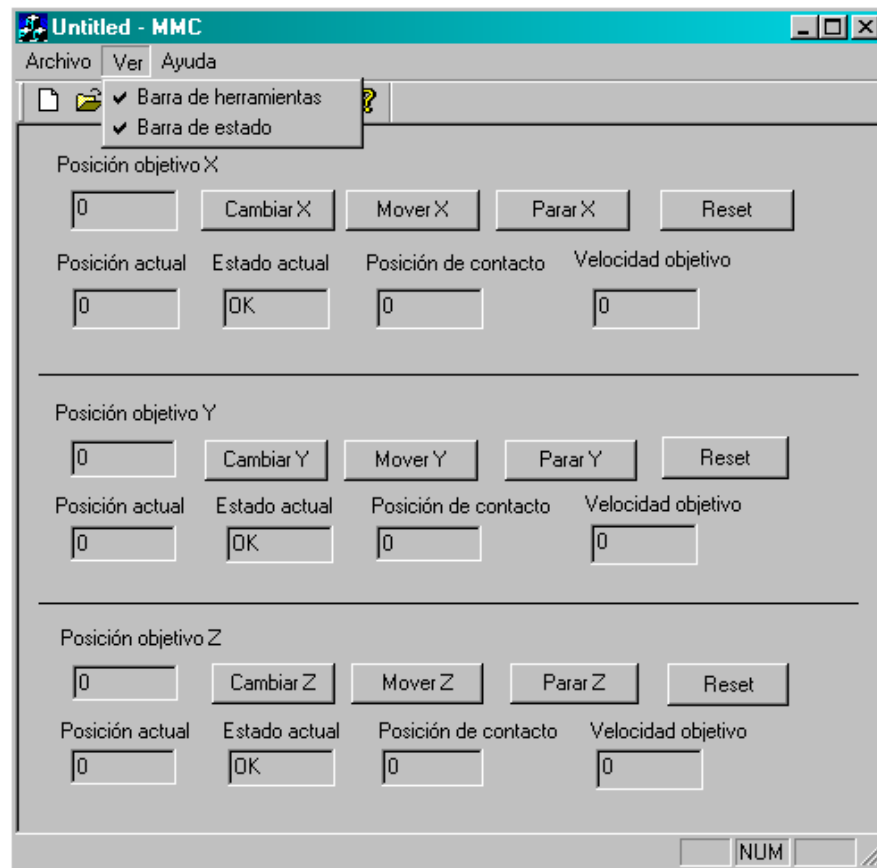 Untitled - MMC
Archivo Ver Ayuda
Barra de herramientas
Barra de estado
Posición objetivo X
0 Cambiar X Mover X Parar X Reset
Posición actual Estado actual Posición de contacto Velocidad objetivo
0 OK 0 0
Posición objetivo Y
0 Cambiar Y Mover Y Parar Y Reset
Posición actual Estado actual Posición de contacto Velocidad objetivo
0 OK 0 0
Posición objetivo Z
0 Cambiar Z Mover Z Parar Z Reset
Posición actual Estado actual Posición de contacto Velocidad objetivo
0 OK 0 0
NUM